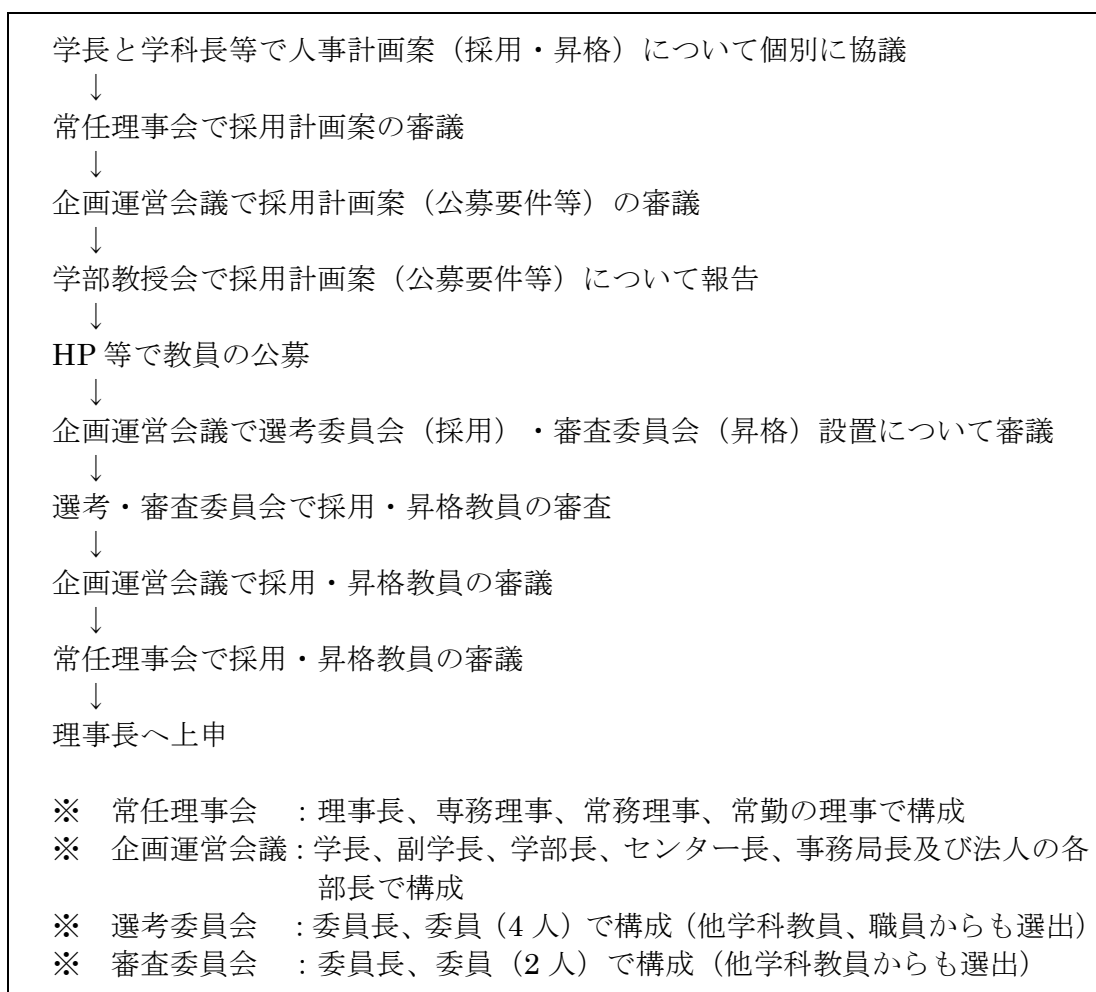 学長と学科長等で人事計画案（採用・昇格）について個別に協議
↓
常任理事会で採用計画案の審議
↓
企画運営会議で採用計画案（公募要件等）の審議
↓
学部教授会で採用計画案（公募要件等）について報告
↓
HP 等で教員の公募
↓
企画運営会議で選考委員会（採用）・審査委員会（昇格）設置について審議
↓
選考・審査委員会で採用・昇格教員の審査
↓
企画運営会議で採用・昇格教員の審議
↓
常任理事会で採用・昇格教員の審議
↓
理事長へ上申
※　常任理事会　：理事長、専務理事、常務理事、常勤の理事で構成
※　企画運営会議：学長、副学長、学部長、センター長、事務局長及び法人の各
部長で構成
※　選考委員会　：委員長、委員（4 人）で構成（他学科教員、職員からも選出）
※　審査委員会　：委員長、委員（2 人）で構成（他学科教員からも選出）